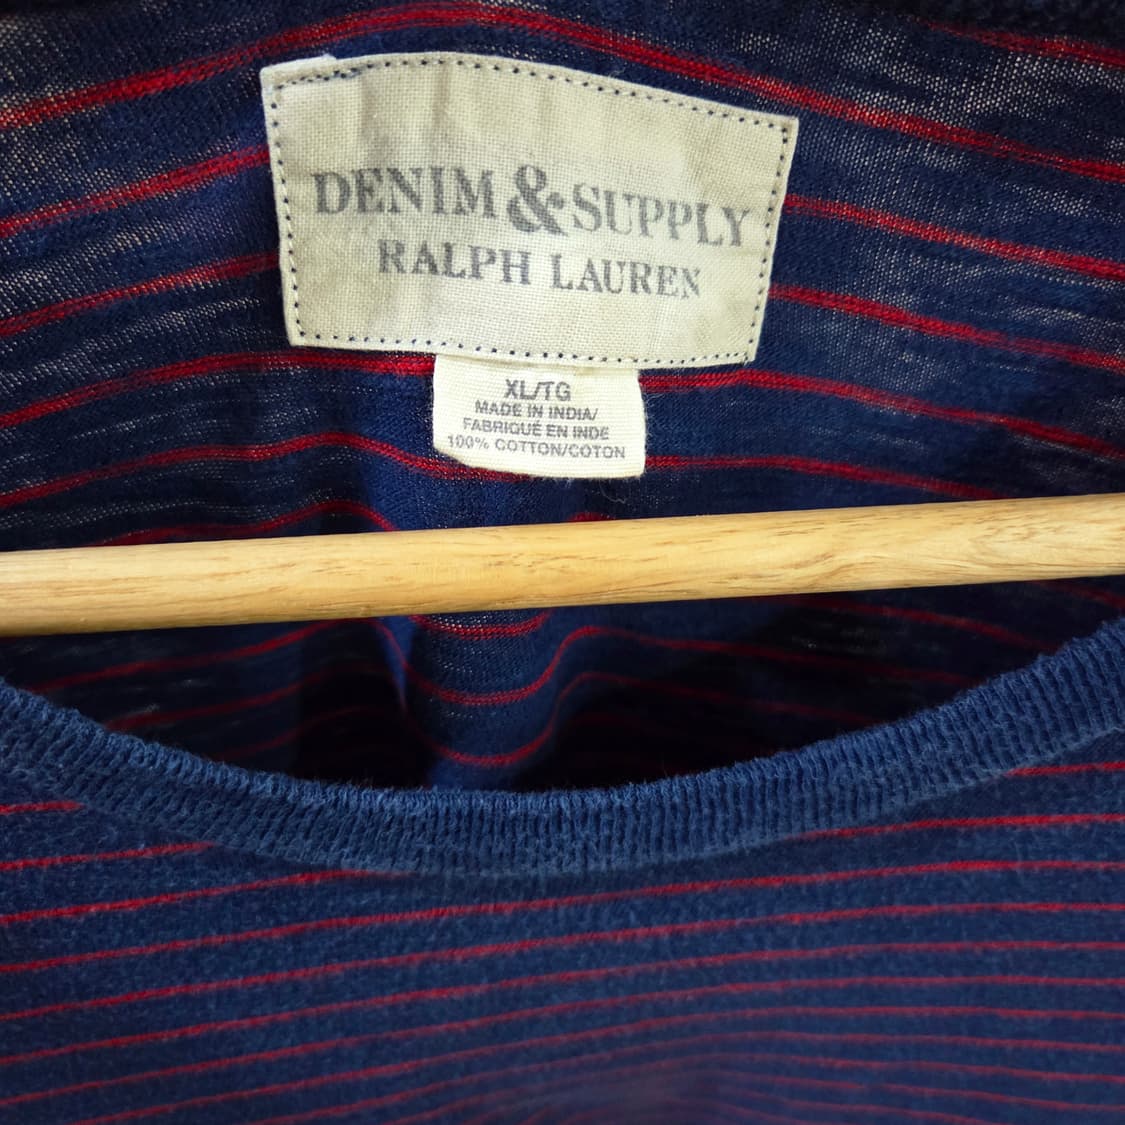 DENIM & SUPPLY
RALPH LAUREN
XL/TG
MADE IN INDIA/
FABRIQUÉ EN INDE
100% COTTON/COTON